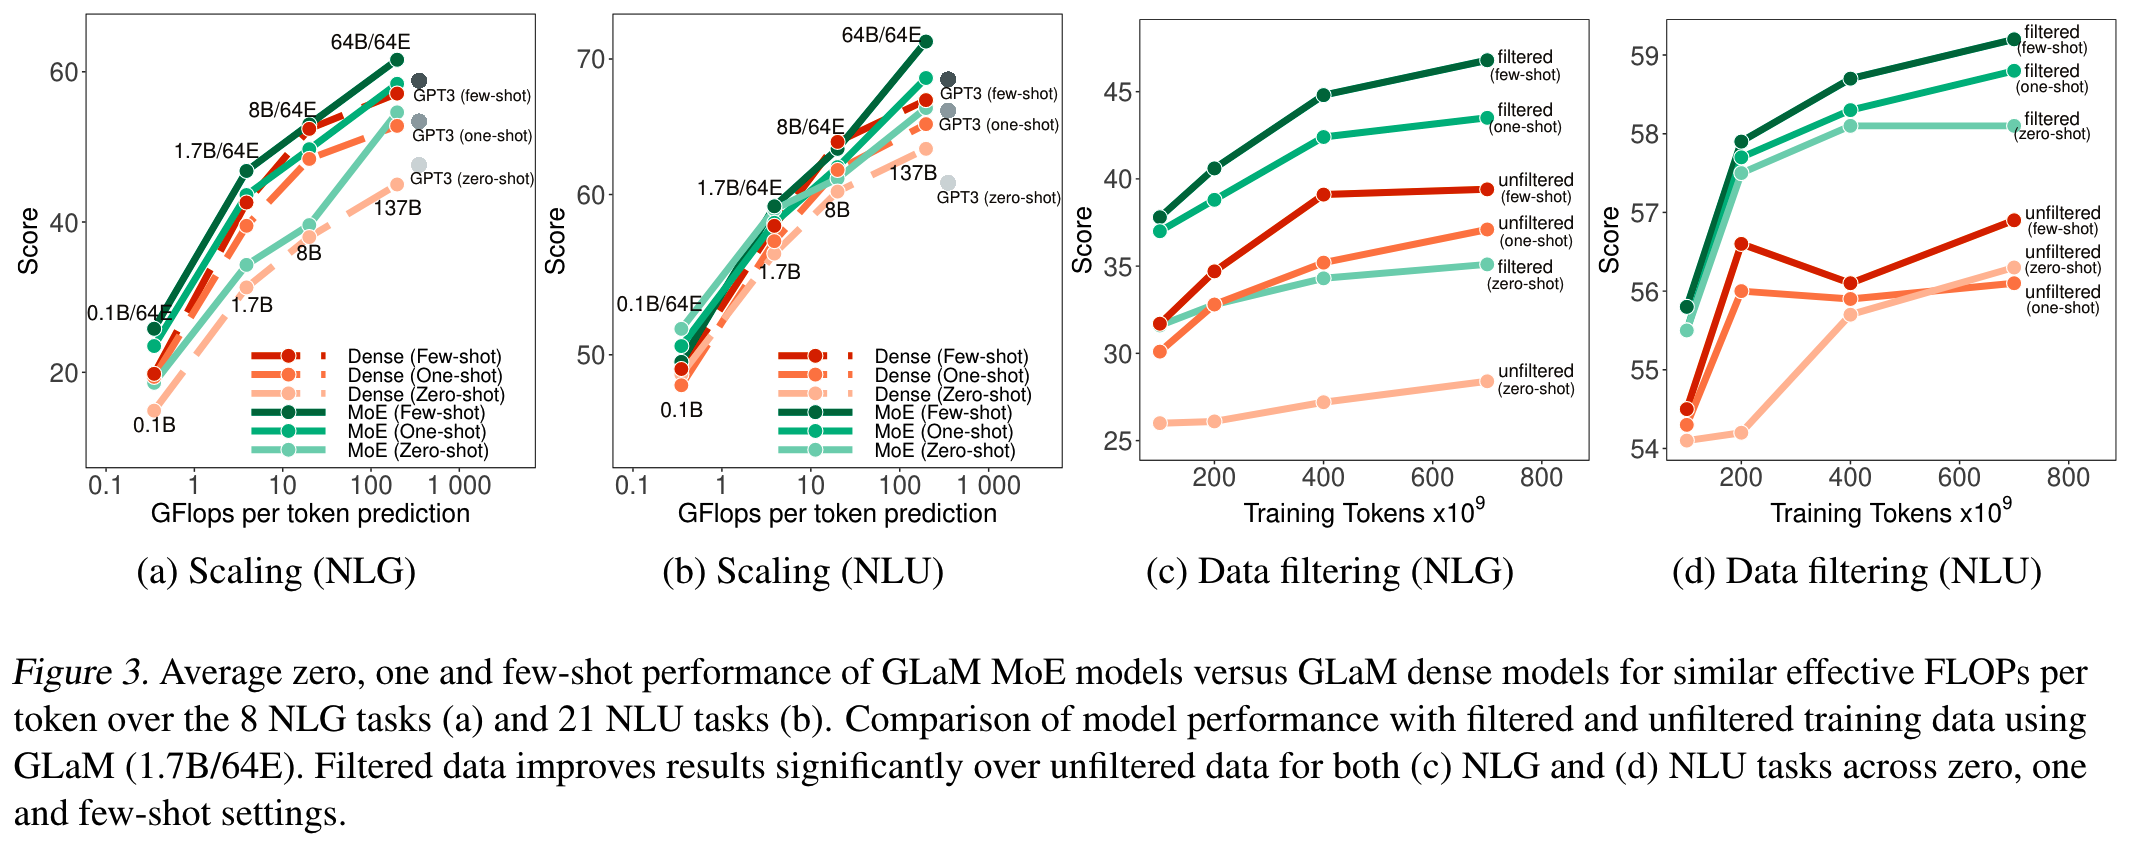 64B/64E
60
8B/64E
GPT3 (few-shot)
GPT3 (one-shot)
1.7B/64E
GPT3 (zero-shot)
137B
40
8B
1.7B
0.1B/64E
20
0.1B
Score
Dense (Few-shot)
Dense (One-shot)
Dense (Zero-shot)
MoE (Few-shot)
MoE (One-shot)
MoE (Zero-shot)
0.1 1 10 100 1 000
GFlops per token prediction
(a) Scaling (NLG)
64B/64E
70
GPT3 (few-shot)
8B/64E
GPT3 (one-shot)
137B
1.7B/64E
60
GPT3 (zero-shot)
8B
1.7B
0.1B/64E
50
0.1B
Score
Dense (Few-shot)
Dense (One-shot)
Dense (Zero-shot)
MoE (Few-shot)
MoE (One-shot)
MoE (Zero-shot)
0.1 1 10 100 1 000
GFlops per token prediction
(b) Scaling (NLU)
filtered
(few-shot)
45
filtered
(one-shot)
40
unfiltered
(few-shot)
unfiltered
(one-shot)
35
filtered
(zero-shot)
30
unfiltered
(zero-shot)
25
Score
200 400 600 800
Training Tokens x10⁹
(c) Data filtering (NLG)
filtered
(few-shot)
59
filtered
(one-shot)
filtered
(zero-shot)
58
57
unfiltered
(few-shot)
unfiltered
(zero-shot)
56
unfiltered
(one-shot)
55
54
Score
200 400 600 800
Training Tokens x10⁹
(d) Data filtering (NLU)
Figure 3. Average zero, one and few-shot performance of GLaM MoE models versus GLaM dense models for similar effective FLOPs per
token over the 8 NLG tasks (a) and 21 NLU tasks (b). Comparison of model performance with filtered and unfiltered training data using
GLaM (1.7B/64E). Filtered data improves results significantly over unfiltered data for both (c) NLG and (d) NLU tasks across zero, one
and few-shot settings.